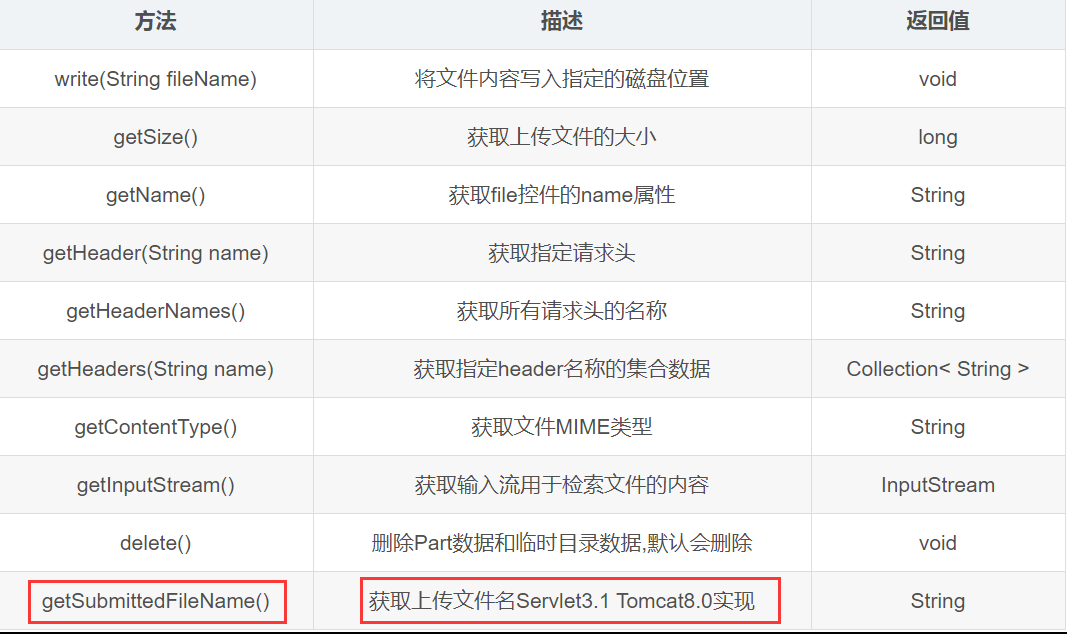 方法 描述 返回值
write(String fileName) 将文件内容写入指定的磁盘位置 void
getSize() 获取上传文件的大小 long
getName() 获取file控件的name属性 String
getHeader(String name) 获取指定请求头 String
getHeaderNames() 获取所有请求头的名称 String
getHeaders(String name) 获取指定header名称的集合数据 Collection< String >
getContentType() 获取文件MIME类型 String
getInputStream() 获取输入流用于检索文件的内容 InputStream
delete() 删除Part数据和临时目录数据,默认会删除 void
getSubmittedFileName() 获取上传文件名Servlet3.1 Tomcat8.0实现 String